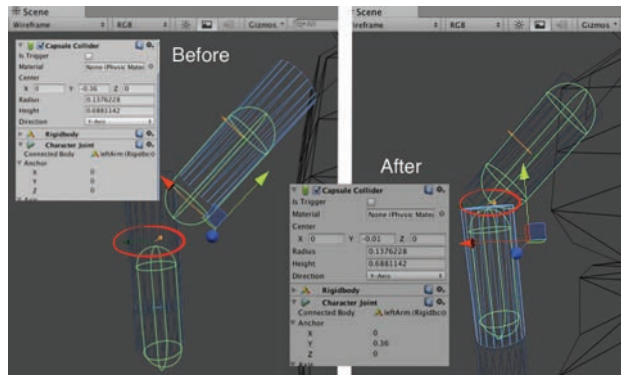 Scene
Wireframe RGB Gizmos All
Before
Capsule Collider
Is Trigger
Material None (Physic Mater
Center
X 0 Y -0.36 Z 0
Radius 0.1376228
Height 0.6881142
Direction Y-Axis
Rigidbody
Character Joint
Connected Body leftArm (Rigidbo
Anchor
X 0
Y 0
Z 0
Scene
Wireframe RGB Gizmos
After
Capsule Collider
Is Trigger
Material None (Physic Mater
Center
X 0 Y -0.01 Z 0
Radius 0.1376228
Height 0.6881142
Direction Y-Axis
Rigidbody
Character Joint
Connected Body leftArm (Rigidbo
Anchor
X 0
Y 0.36
Z 0